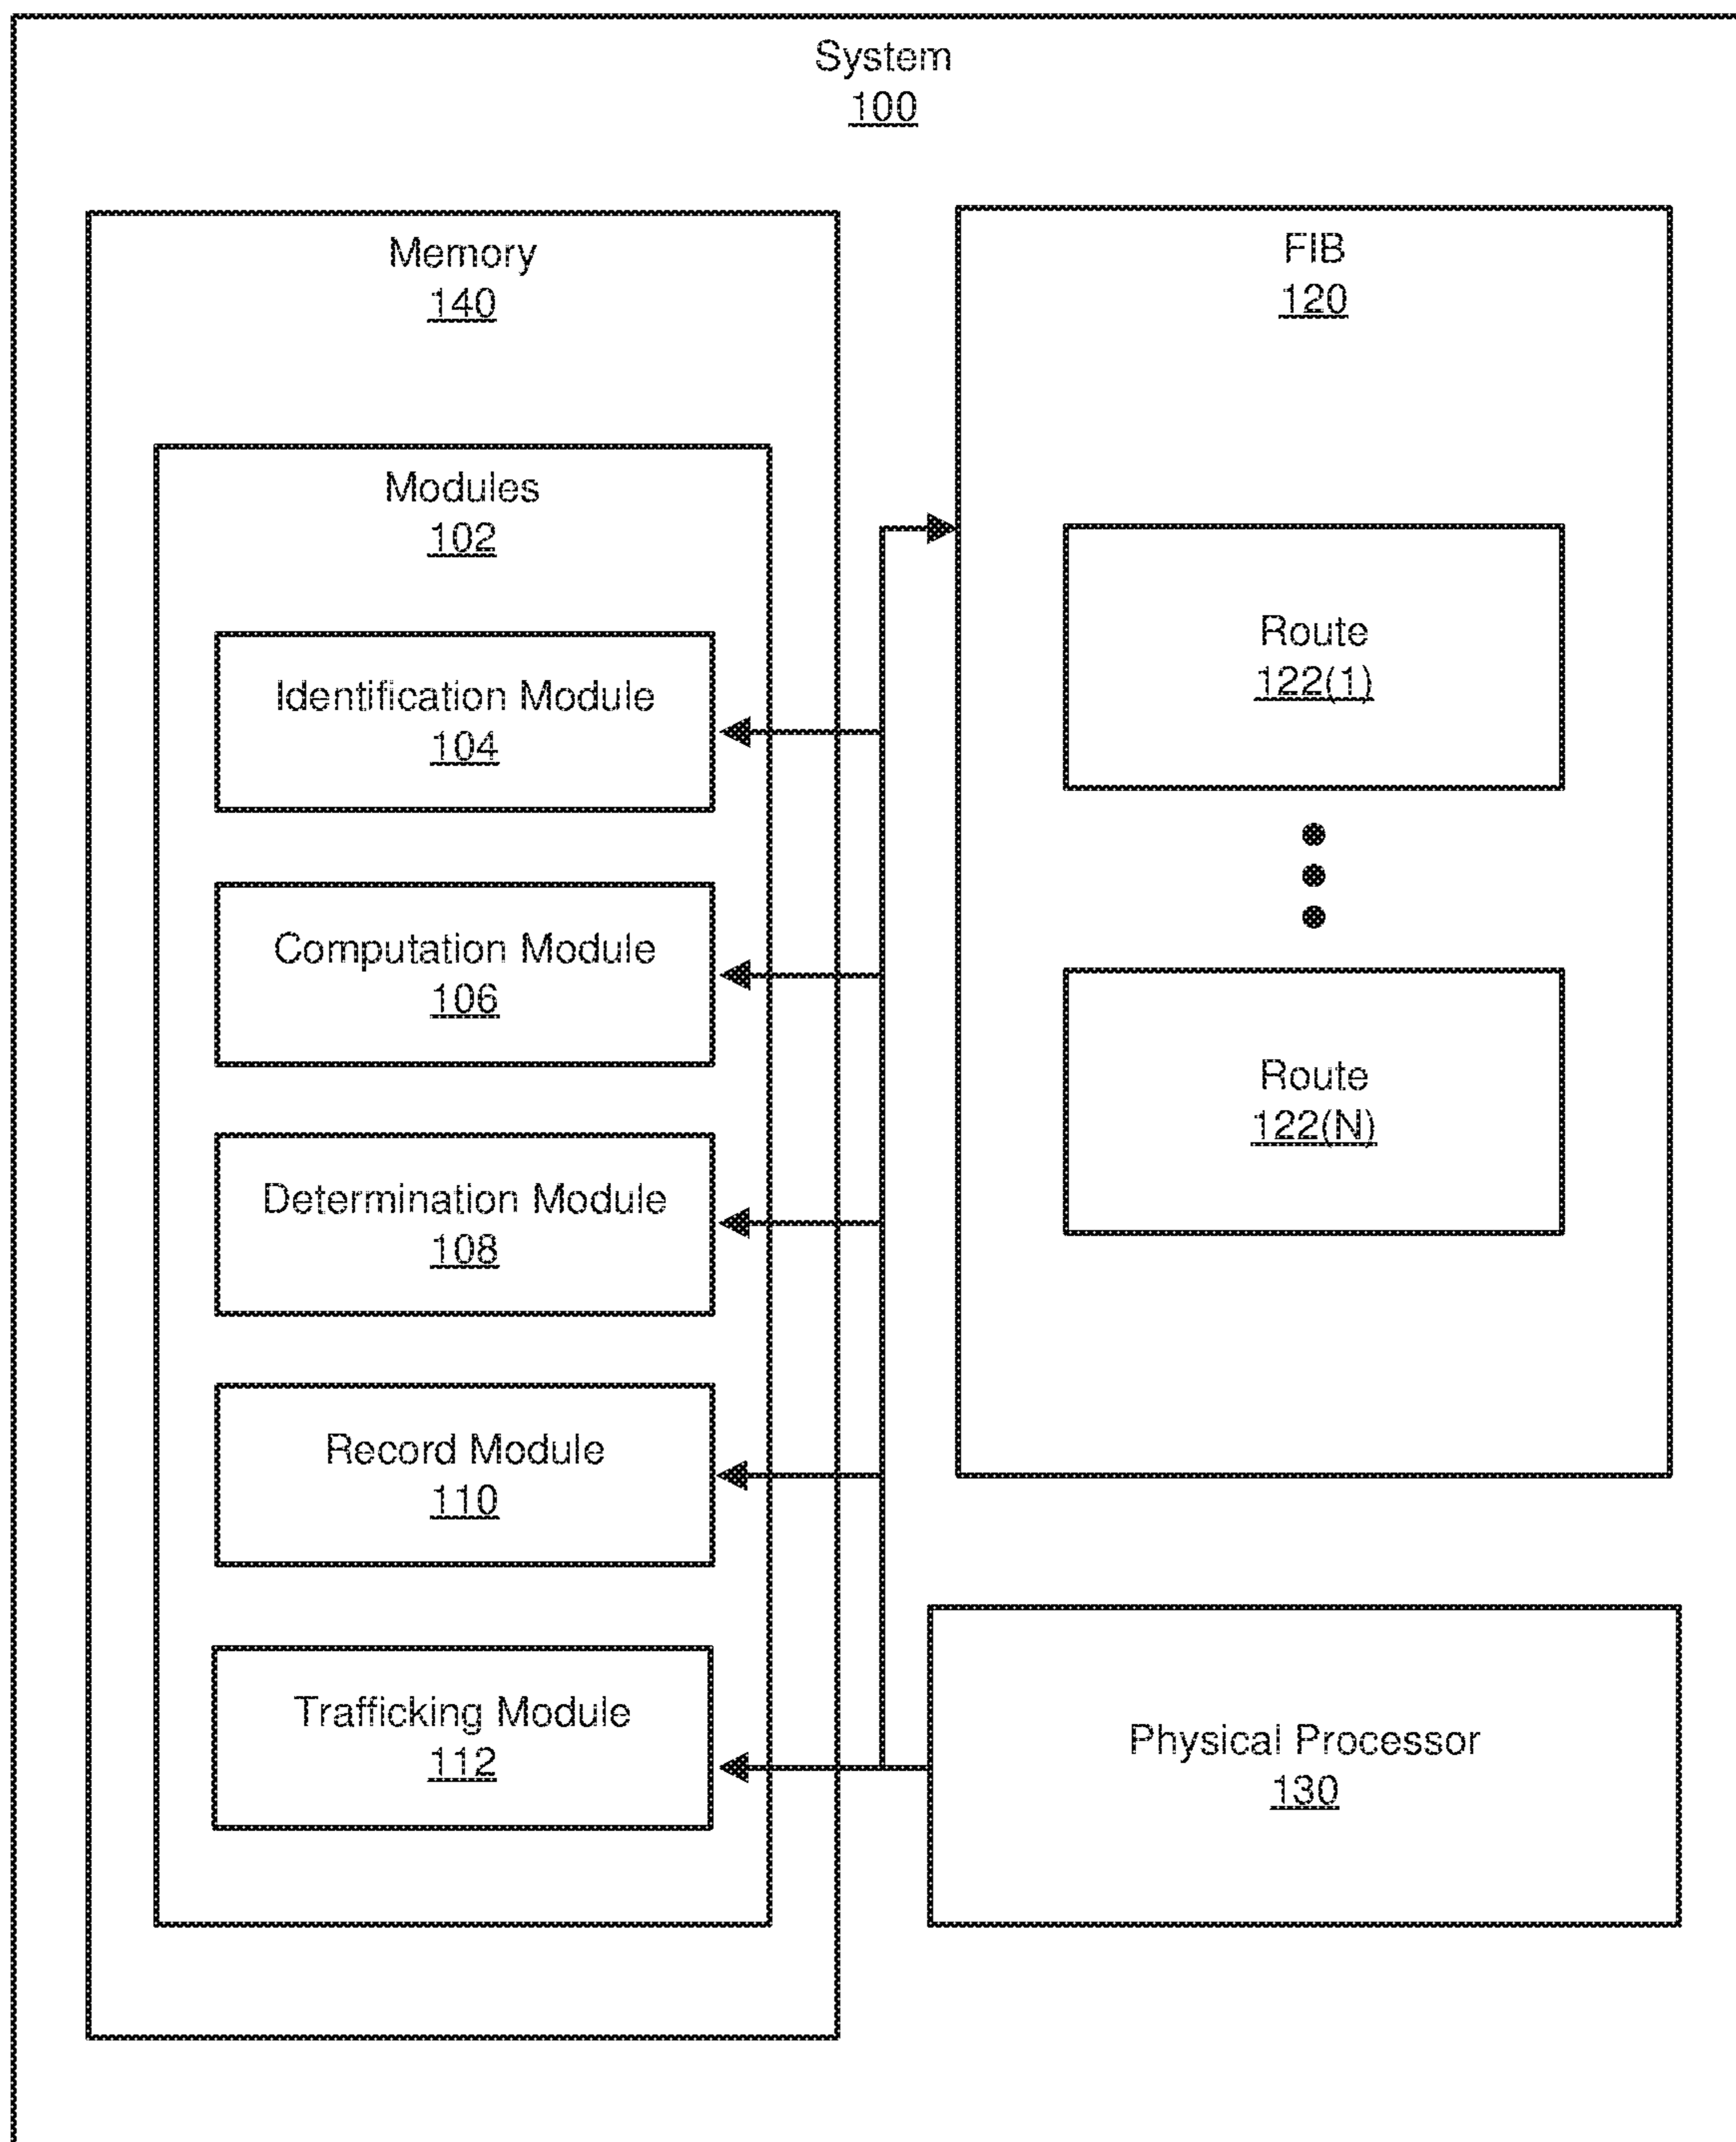 System
100
Memory
140
Modules
102
Identification Module
104
Computation Module
106
Determination Module
108
Record Module
110
Trafficking Module
112
FIB
120
Route
122(1)
Route
122(N)
Physical Processor
130